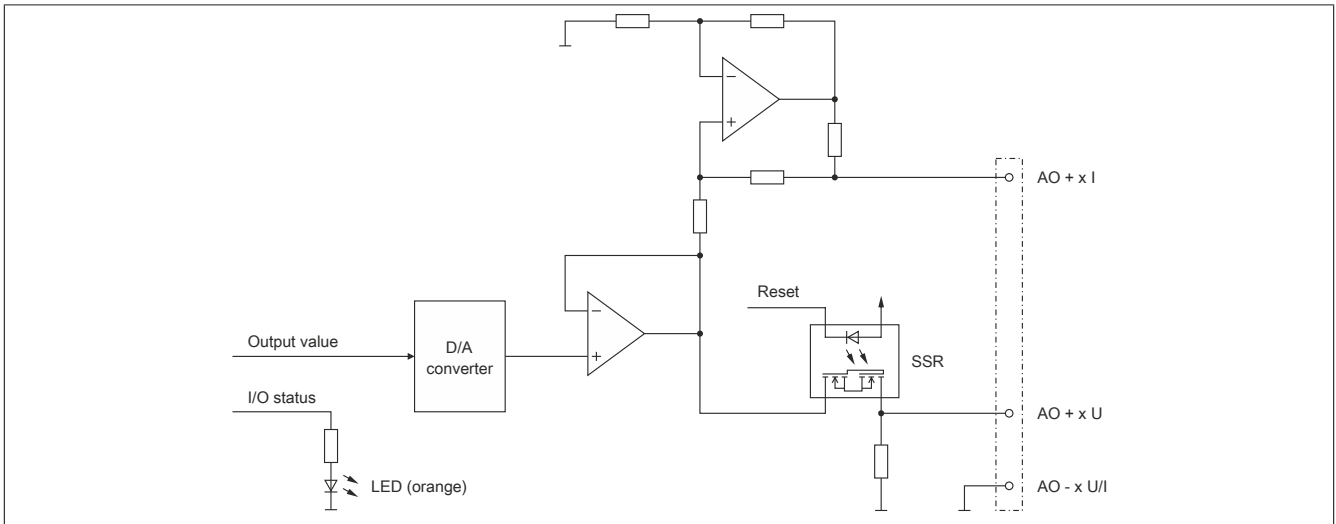 AO + x I
Reset
SSR
Output value
D/A
converter
I/O status
AO + x U
LED (orange)
AO - x U/I